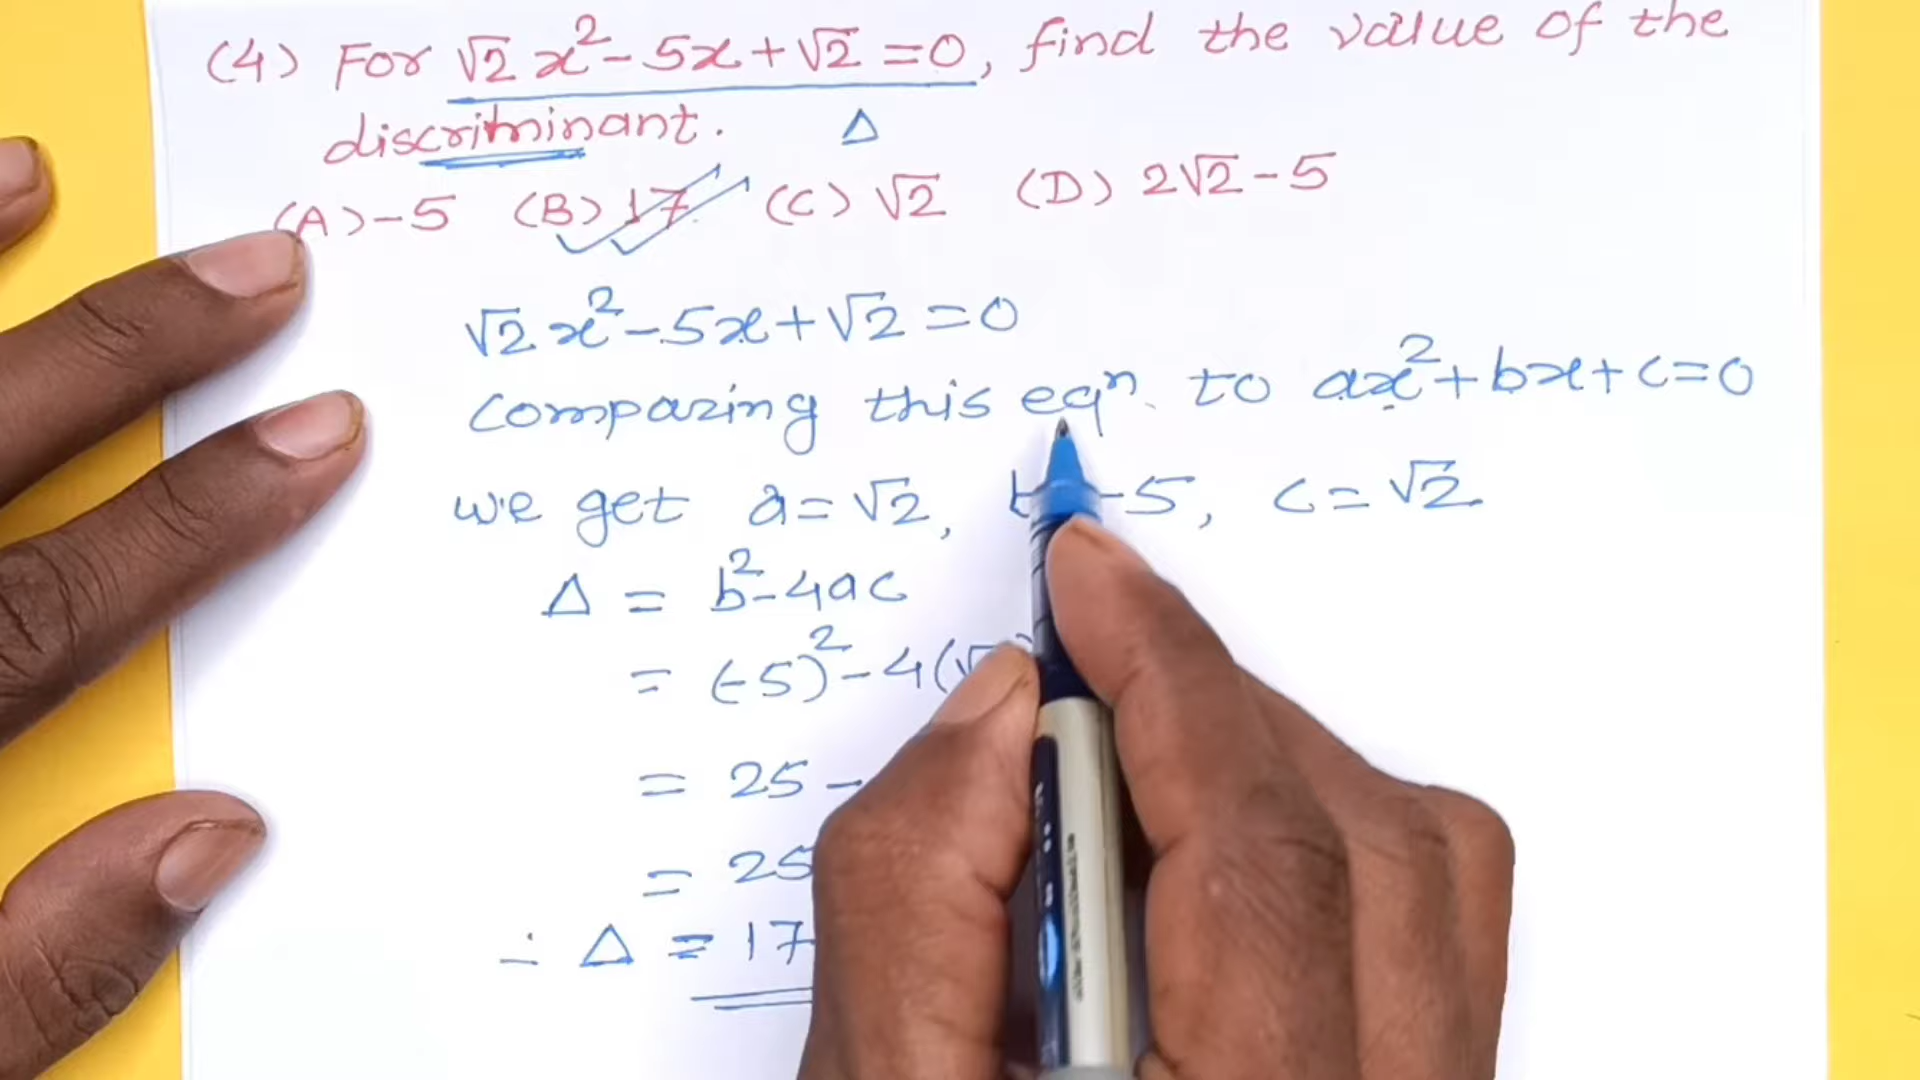 (4) For √2 x² - 5x + √2 = 0, find the value of the
discriminant. Δ
(A) -5 (B) 17 (C) √2 (D) 2√2 - 5
√2 x² - 5x + √2 = 0
comparing this eqⁿ. to ax² + bx + c = 0
we get a = √2, -5, c = √2
Δ = b² - 4ac
= (-5)² - 4(√
= 25 -
= 25
∴ Δ = 17